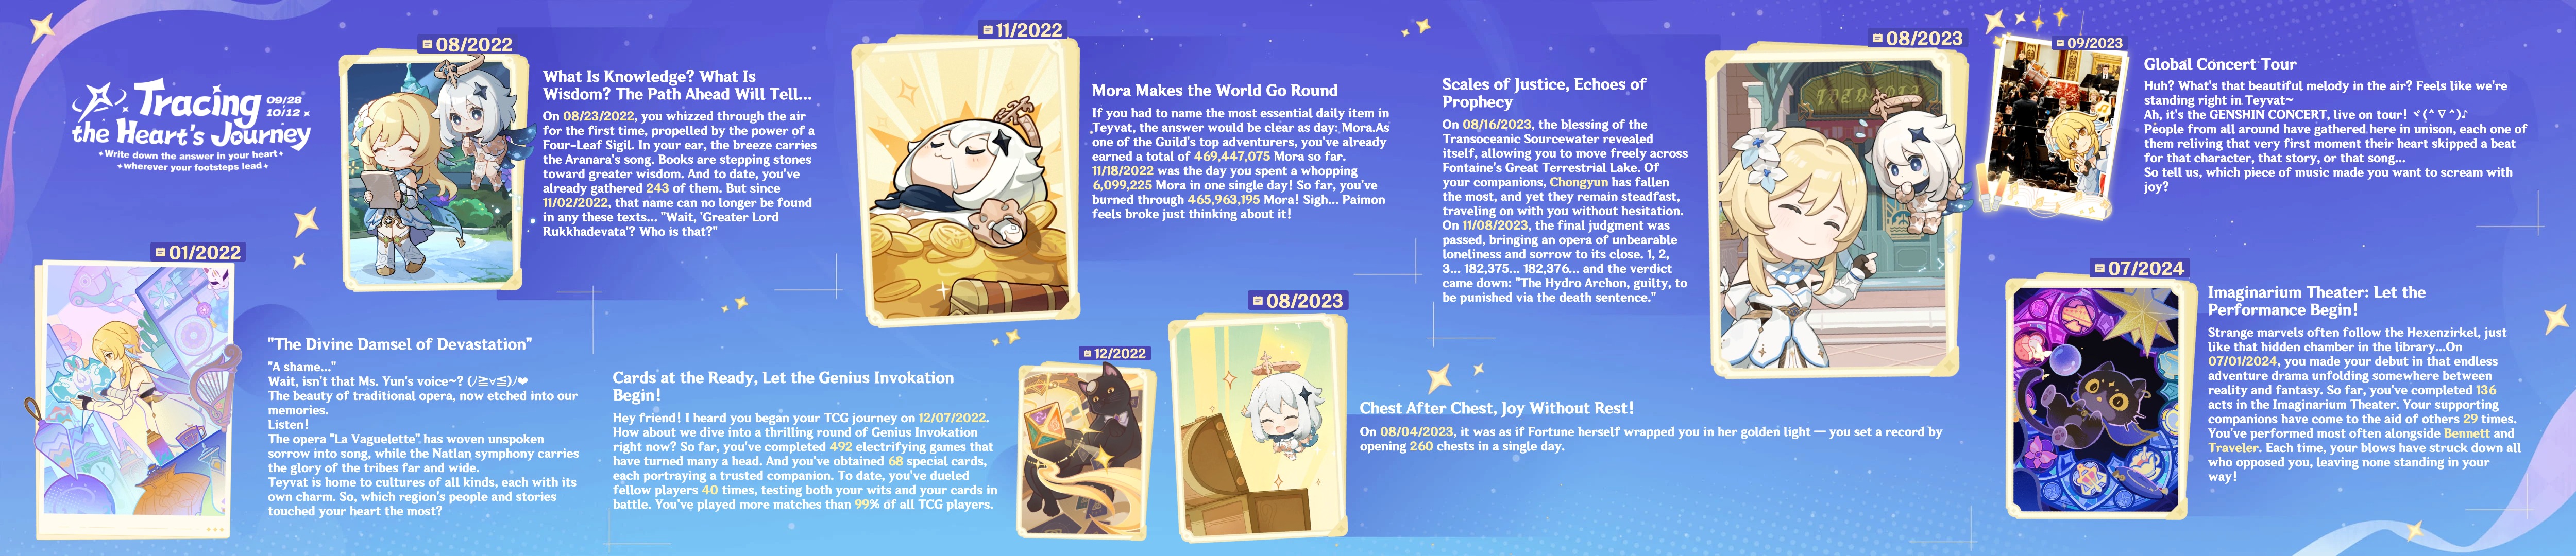 Tracing
the Heart's Journey
09/28
10/12
Write down the answer in your heart
wherever your footsteps lead
01/2022
"The Divine Damsel of Devastation"
"A shame..."
Wait, isn't that Ms. Yun's voice~? (ﾉ≧∨≦)ﾉ❤
The beauty of traditional opera, now etched into our
memories.
Listen!
The opera "La Vaguelette" has woven unspoken
sorrow into song, while the Natlan symphony carries
the glory of the tribes far and wide.
Teyvat is home to cultures of all kinds, each with its
own charm. So, which region's people and stories
touched your heart the most?
08/2022
What Is Knowledge? What Is
Wisdom? The Path Ahead Will Tell...
On 08/23/2022, you whizzed through the air
for the first time, propelled by the power of a
Four-Leaf Sigil. In your ear, the breeze carries
the Aranara's song. Books are stepping stones
toward greater wisdom. And to date, you've
already gathered 243 of them. But since
11/02/2022, that name can no longer be found
in any these texts... "Wait, 'Greater Lord
Rukkhadevata'? Who is that?"
11/2022
Mora Makes the World Go Round
If you had to name the most essential daily item in
Teyvat, the answer would be clear as day: Mora.As
one of the Guild's top adventurers, you've already
earned a total of 469,447,075 Mora so far.
11/18/2022 was the day you spent a whopping
6,099,225 Mora in one single day! So far, you've
burned through 465,963,195 Mora! Sigh... Paimon
feels broke just thinking about it!
12/2022
Cards at the Ready, Let the Genius Invokation
Begin!
Hey friend! I heard you began your TCG journey on 12/07/2022.
How about we dive into a thrilling round of Genius Invokation
right now? So far, you've completed 492 electrifying games that
have turned many a head. And you've obtained 68 special cards,
each portraying a trusted companion. To date, you've dueled
fellow players 40 times, testing both your wits and your cards in
battle. You've played more matches than 99% of all TCG players.
08/2023
Chest After Chest, Joy Without Rest!
On 08/04/2023, it was as if Fortune herself wrapped you in her golden light — you set a record by
opening 260 chests in a single day.
08/2023
Scales of Justice, Echoes of
Prophecy
On 08/16/2023, the blessing of the
Transoceanic Sourcewater revealed
itself, allowing you to move freely across
Fontaine's Great Terrestrial Lake. Of
your companions, Chongyun has fallen
the most, and yet they remain steadfast,
traveling on with you without hesitation.
On 11/08/2023, the final judgment was
passed, bringing an opera of unbearable
loneliness and sorrow to its close. 1, 2,
3... 182,375... 182,376... and the verdict
came down: "The Hydro Archon, guilty, to
be punished via the death sentence."
09/2023
Global Concert Tour
Huh? What's that beautiful melody in the air? Feels like we're
standing right in Teyvat~
Ah, it's the GENSHIN CONCERT, live on tour! ヾ(^∇^)♪
People from all around have gathered here in unison, each one of
them reliving that very first moment their heart skipped a beat
for that character, that story, or that song...
So tell us, which piece of music made you want to scream with
joy?
07/2024
Imaginarium Theater: Let the
Performance Begin!
Strange marvels often follow the Hexenzirkel, just
like that hidden chamber in the library...On
07/01/2024, you made your debut in that endless
adventure drama unfolding somewhere between
reality and fantasy. So far, you've completed 136
acts in the Imaginarium Theater. Your supporting
companions have come to the aid of others 29 times.
You've performed most often alongside Bennett and
Traveler. Each time, your blows have struck down all
who opposed you, leaving none standing in your
way!